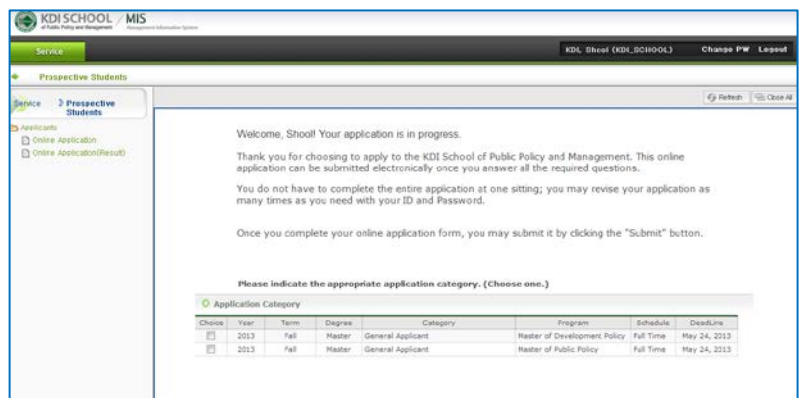 KDI SCHOOL / MIS
of Public Policy and Management Management Information System
Service
KDI, Shool (KDI_SCHOOL) Change PW Logout
Prospective Students
Service Prospective Students
Refresh Close All
Applicants
Online Application
Online Application(Result)
Welcome, Shool! Your application is in progress.
Thank you for choosing to apply to the KDI School of Public Policy and Management. This online
application can be submitted electronically once you answer all the required questions.
You do not have to complete the entire application at one sitting; you may revise your application as
many times as you need with your ID and Password.
Once you complete your online application form, you may submit it by clicking the "Submit" button.
Please indicate the appropriate application category. (Choose one.)
Application Category
Choice Year Term Degree Category Program Schedule DeadLine
2013 Fall Master General Applicant Master of Development Policy Full Time May 24, 2013
2013 Fall Master General Applicant Master of Public Policy Full Time May 24, 2013